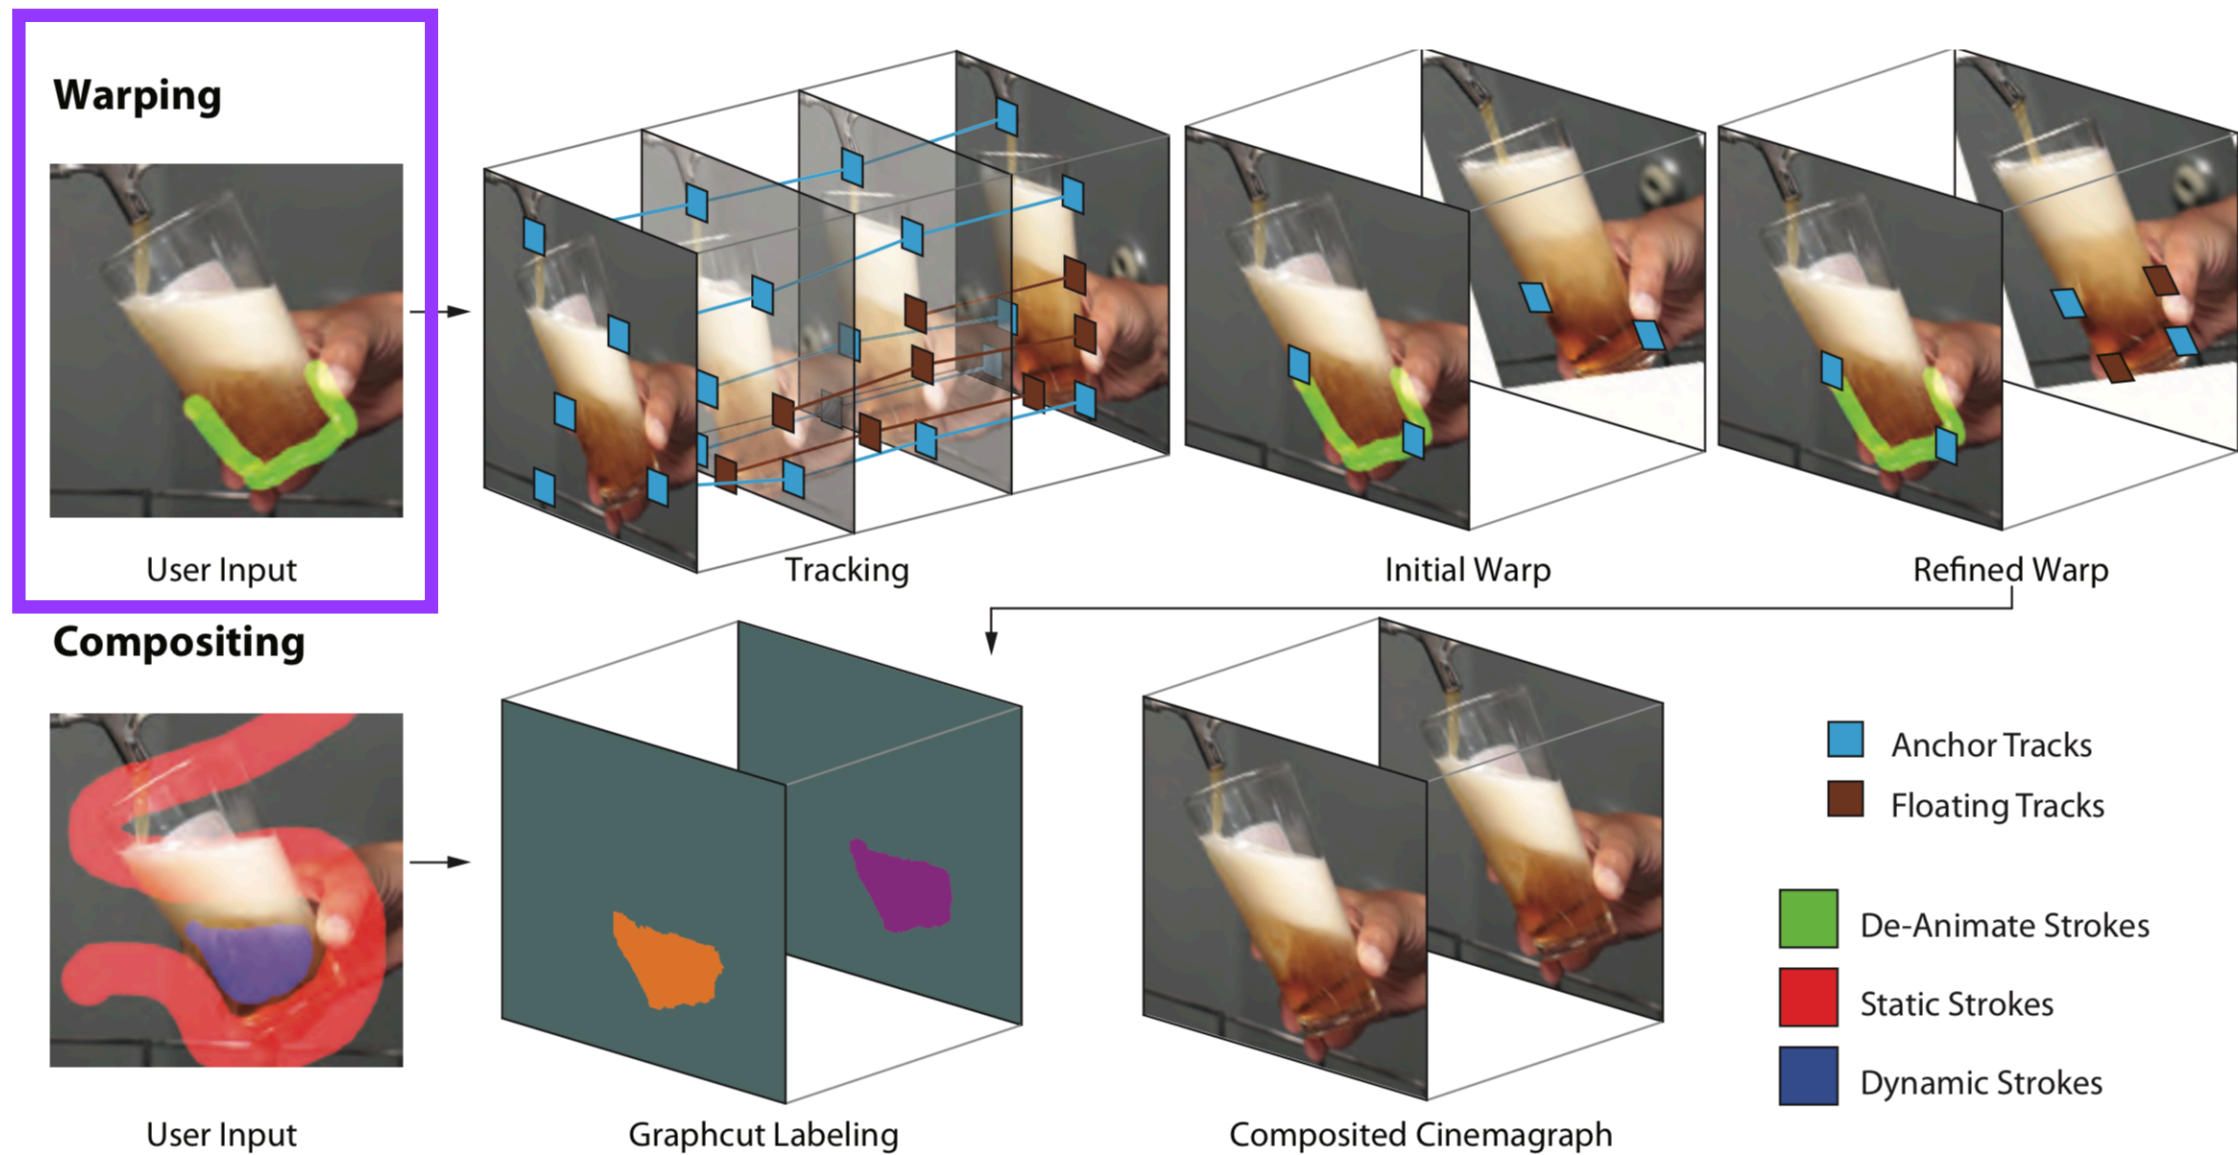 Warping
User Input
Tracking
Initial Warp
Refined Warp
Compositing
User Input
Graphcut Labeling
Composited Cinemagraph
Anchor Tracks
Floating Tracks
De-Animate Strokes
Static Strokes
Dynamic Strokes